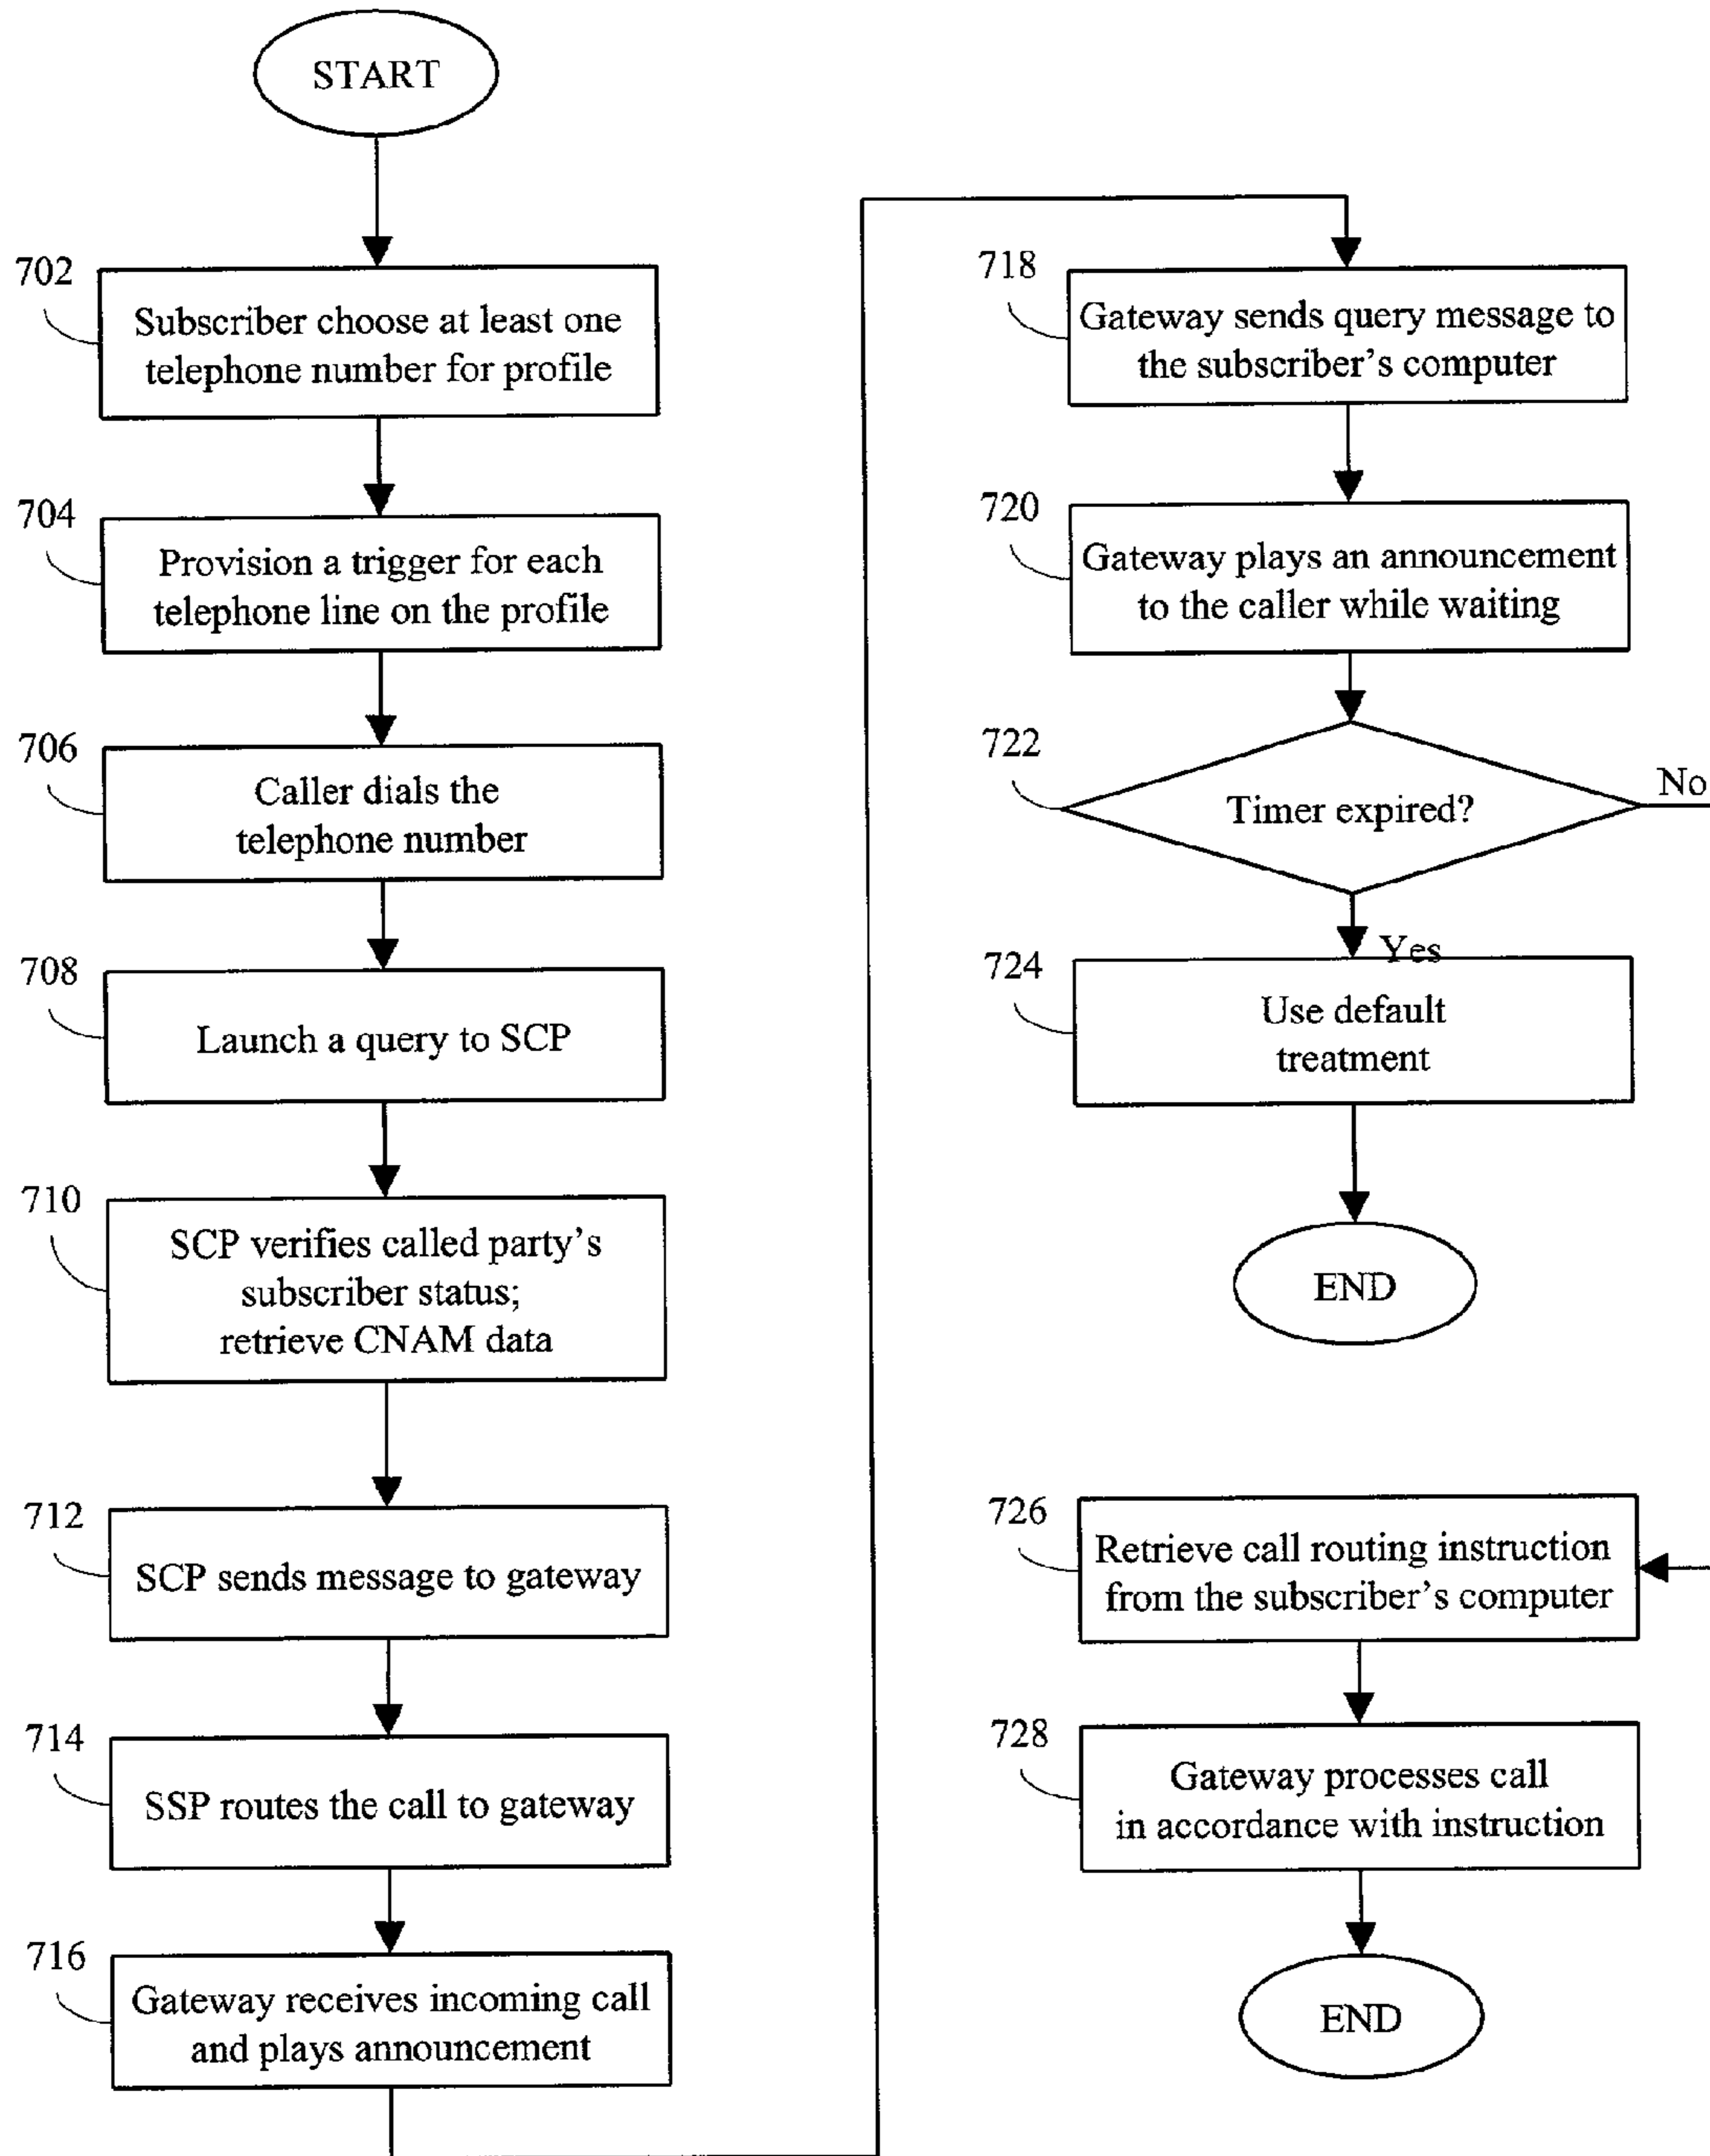 START
702
Subscriber choose at least one
telephone number for profile
704
Provision a trigger for each
telephone line on the profile
706
Caller dials the
telephone number
708
Launch a query to SCP
710
SCP verifies called party's
subscriber status;
retrieve CNAM data
712
SCP sends message to gateway
714
SSP routes the call to gateway
716
Gateway receives incoming call
and plays announcement
718
Gateway sends query message to
the subscriber's computer
720
Gateway plays an announcement
to the caller while waiting
722
Timer expired?
No
Yes
724
Use default
treatment
END
726
Retrieve call routing instruction
from the subscriber's computer
728
Gateway processes call
in accordance with instruction
END